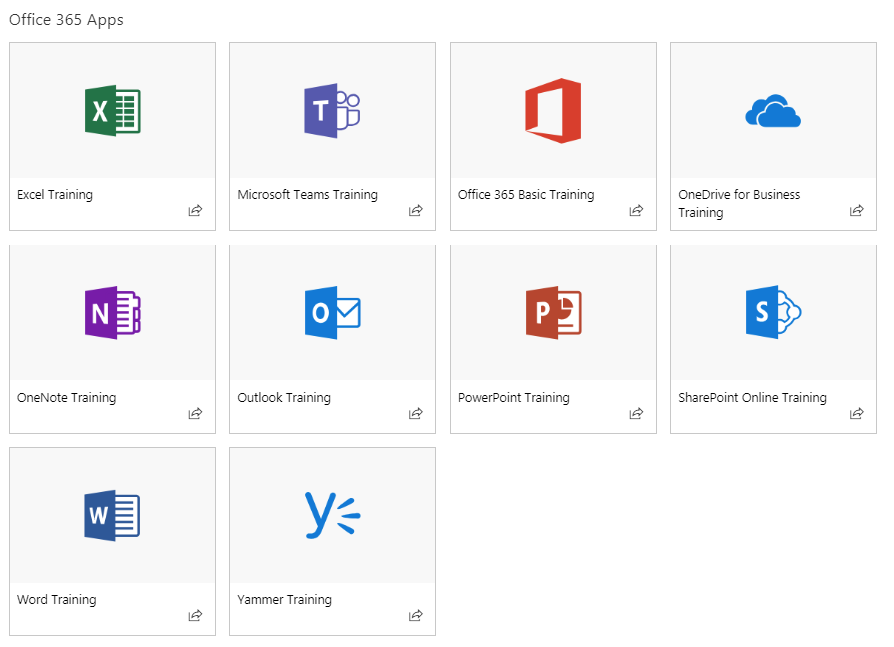 Office 365 Apps
X
T
Excel Training
Microsoft Teams Training
Office 365 Basic Training
OneDrive for Business
Training
N
O
P
S
OneNote Training
Outlook Training
PowerPoint Training
SharePoint Online Training
W
y
Word Training
Yammer Training